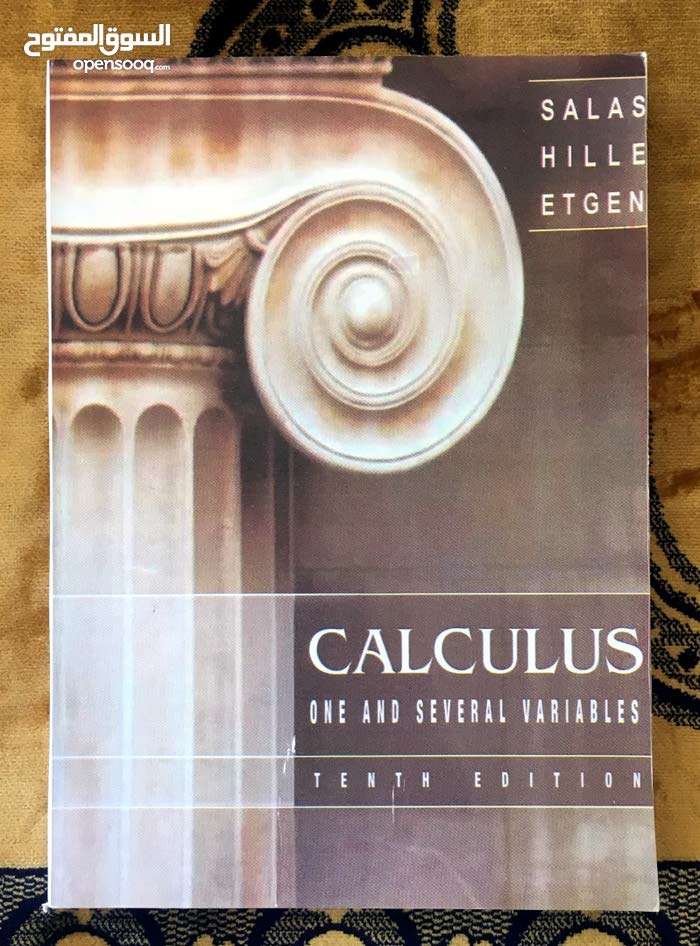 السوق المفتوح
opensooq.com
SALAS
HILLE
ETGEN
CALCULUS
ONE AND SEVERAL VARIABLES
TENTH EDITION